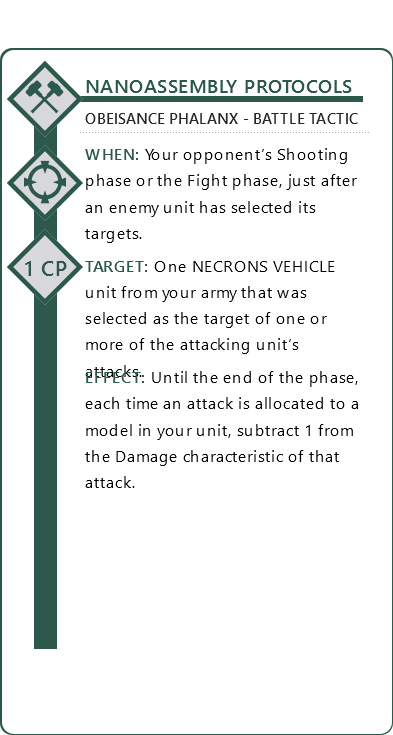 NANOASSEMBLY PROTOCOLS
OBEISANCE PHALANX - BATTLE TACTIC
WHEN: Your opponent's Shooting
phase or the Fight phase, just after
an enemy unit has selected its
targets.
1 CP
TARGET: One NECRONS VEHICLE
unit from your army that was
selected as the target of one or
more of the attacking unit's
attacks.
EFFECT: Until the end of the phase,
each time an attack is allocated to a
model in your unit, subtract 1 from
the Damage characteristic of that
attack.